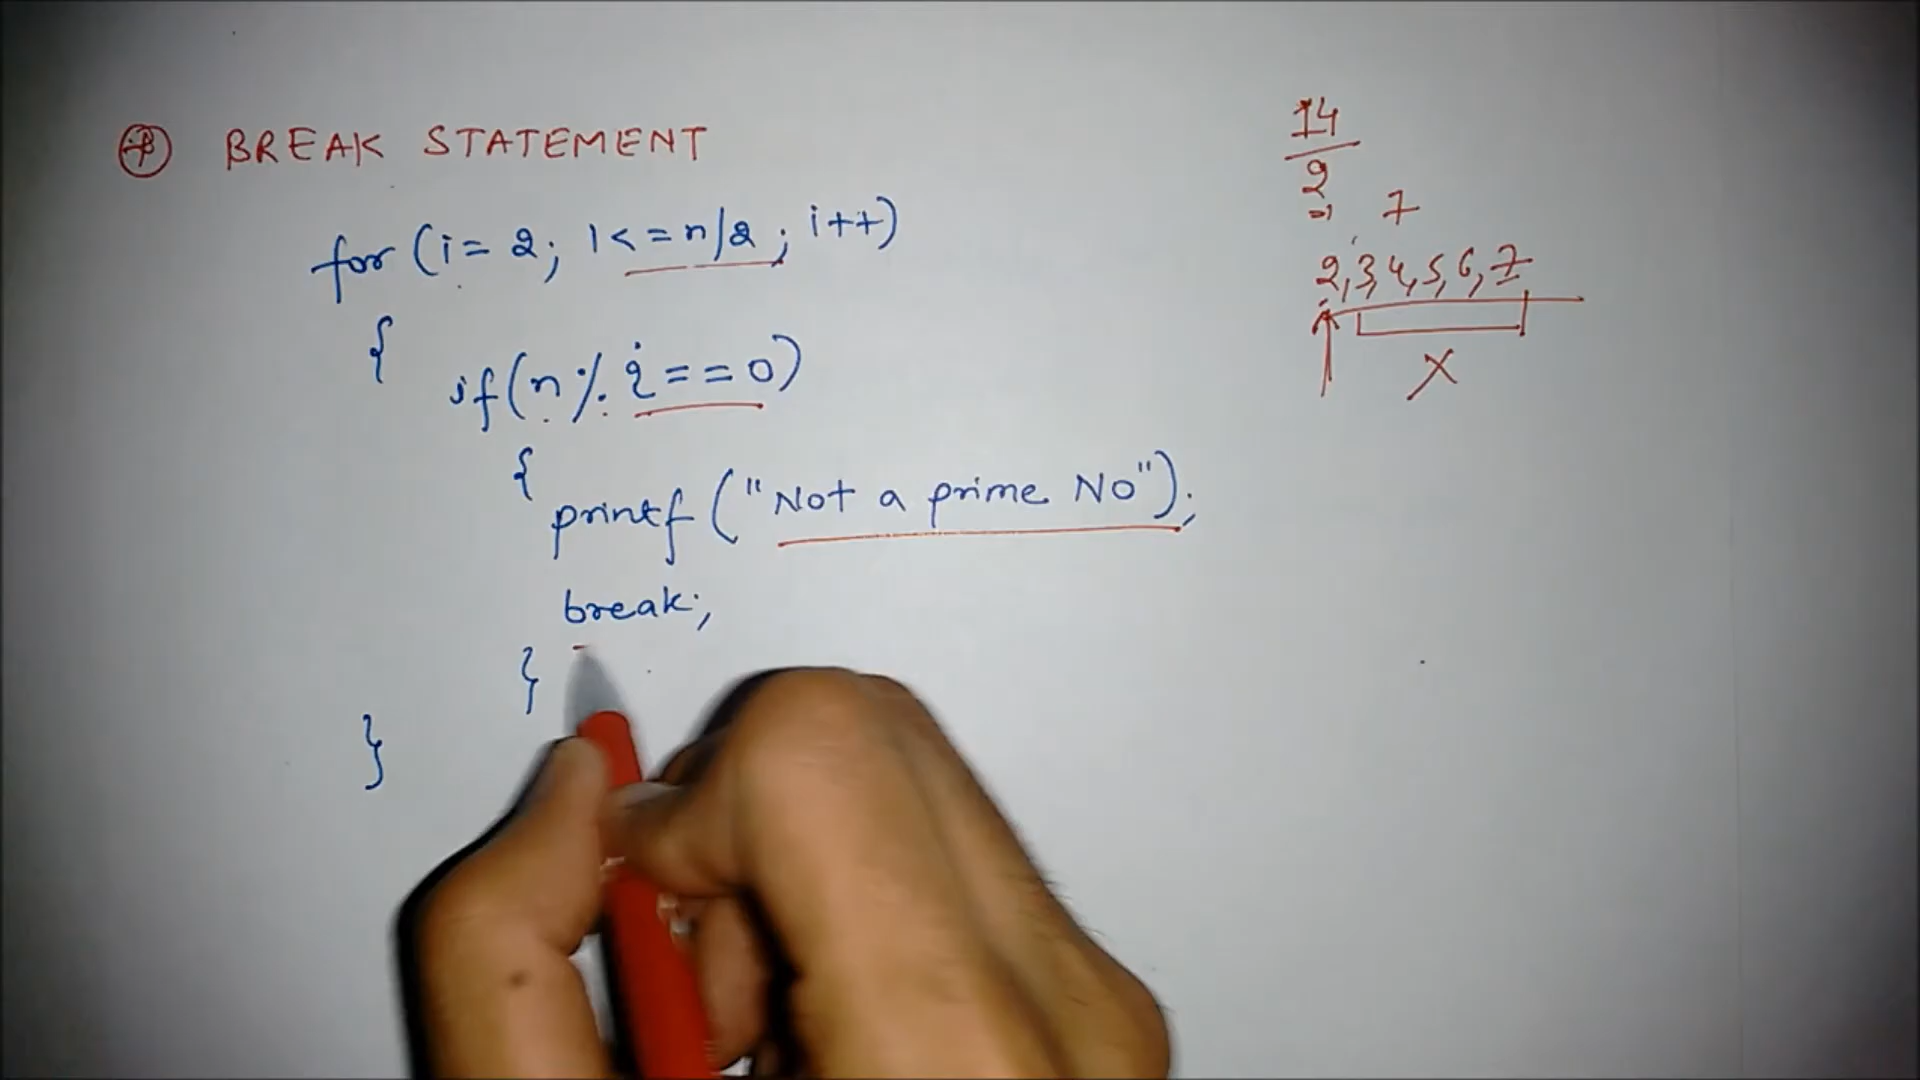 BREAK STATEMENT
for (i= 2; i<=n/2; i++)
{
if(n % i==0)
{
printf ("Not a prime No");
break;
}
}
14
2
7
2,3,4,5,6,7
X